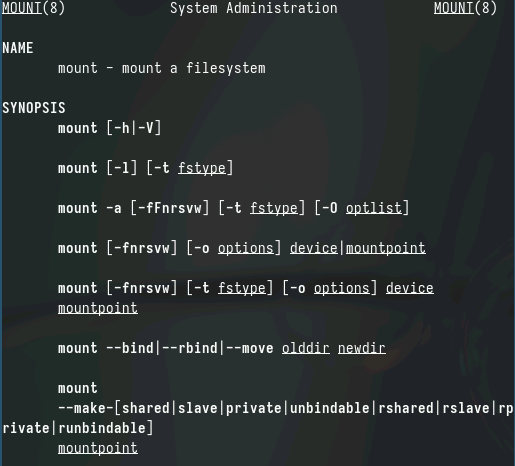 MOUNT(8) System Administration MOUNT(8)
NAME
mount - mount a filesystem
SYNOPSIS
mount [-h|-V]
mount [-l] [-t fstype]
mount -a [-fFnrsvw] [-t fstype] [-O optlist]
mount [-fnrsvw] [-o options] device|mountpoint
mount [-fnrsvw] [-t fstype] [-o options] device
mountpoint
mount --bind|--rbind|--move olddir newdir
mount
--make-[shared|slave|private|unbindable|rshared|rslave|rp
rivate|runbindable]
mountpoint